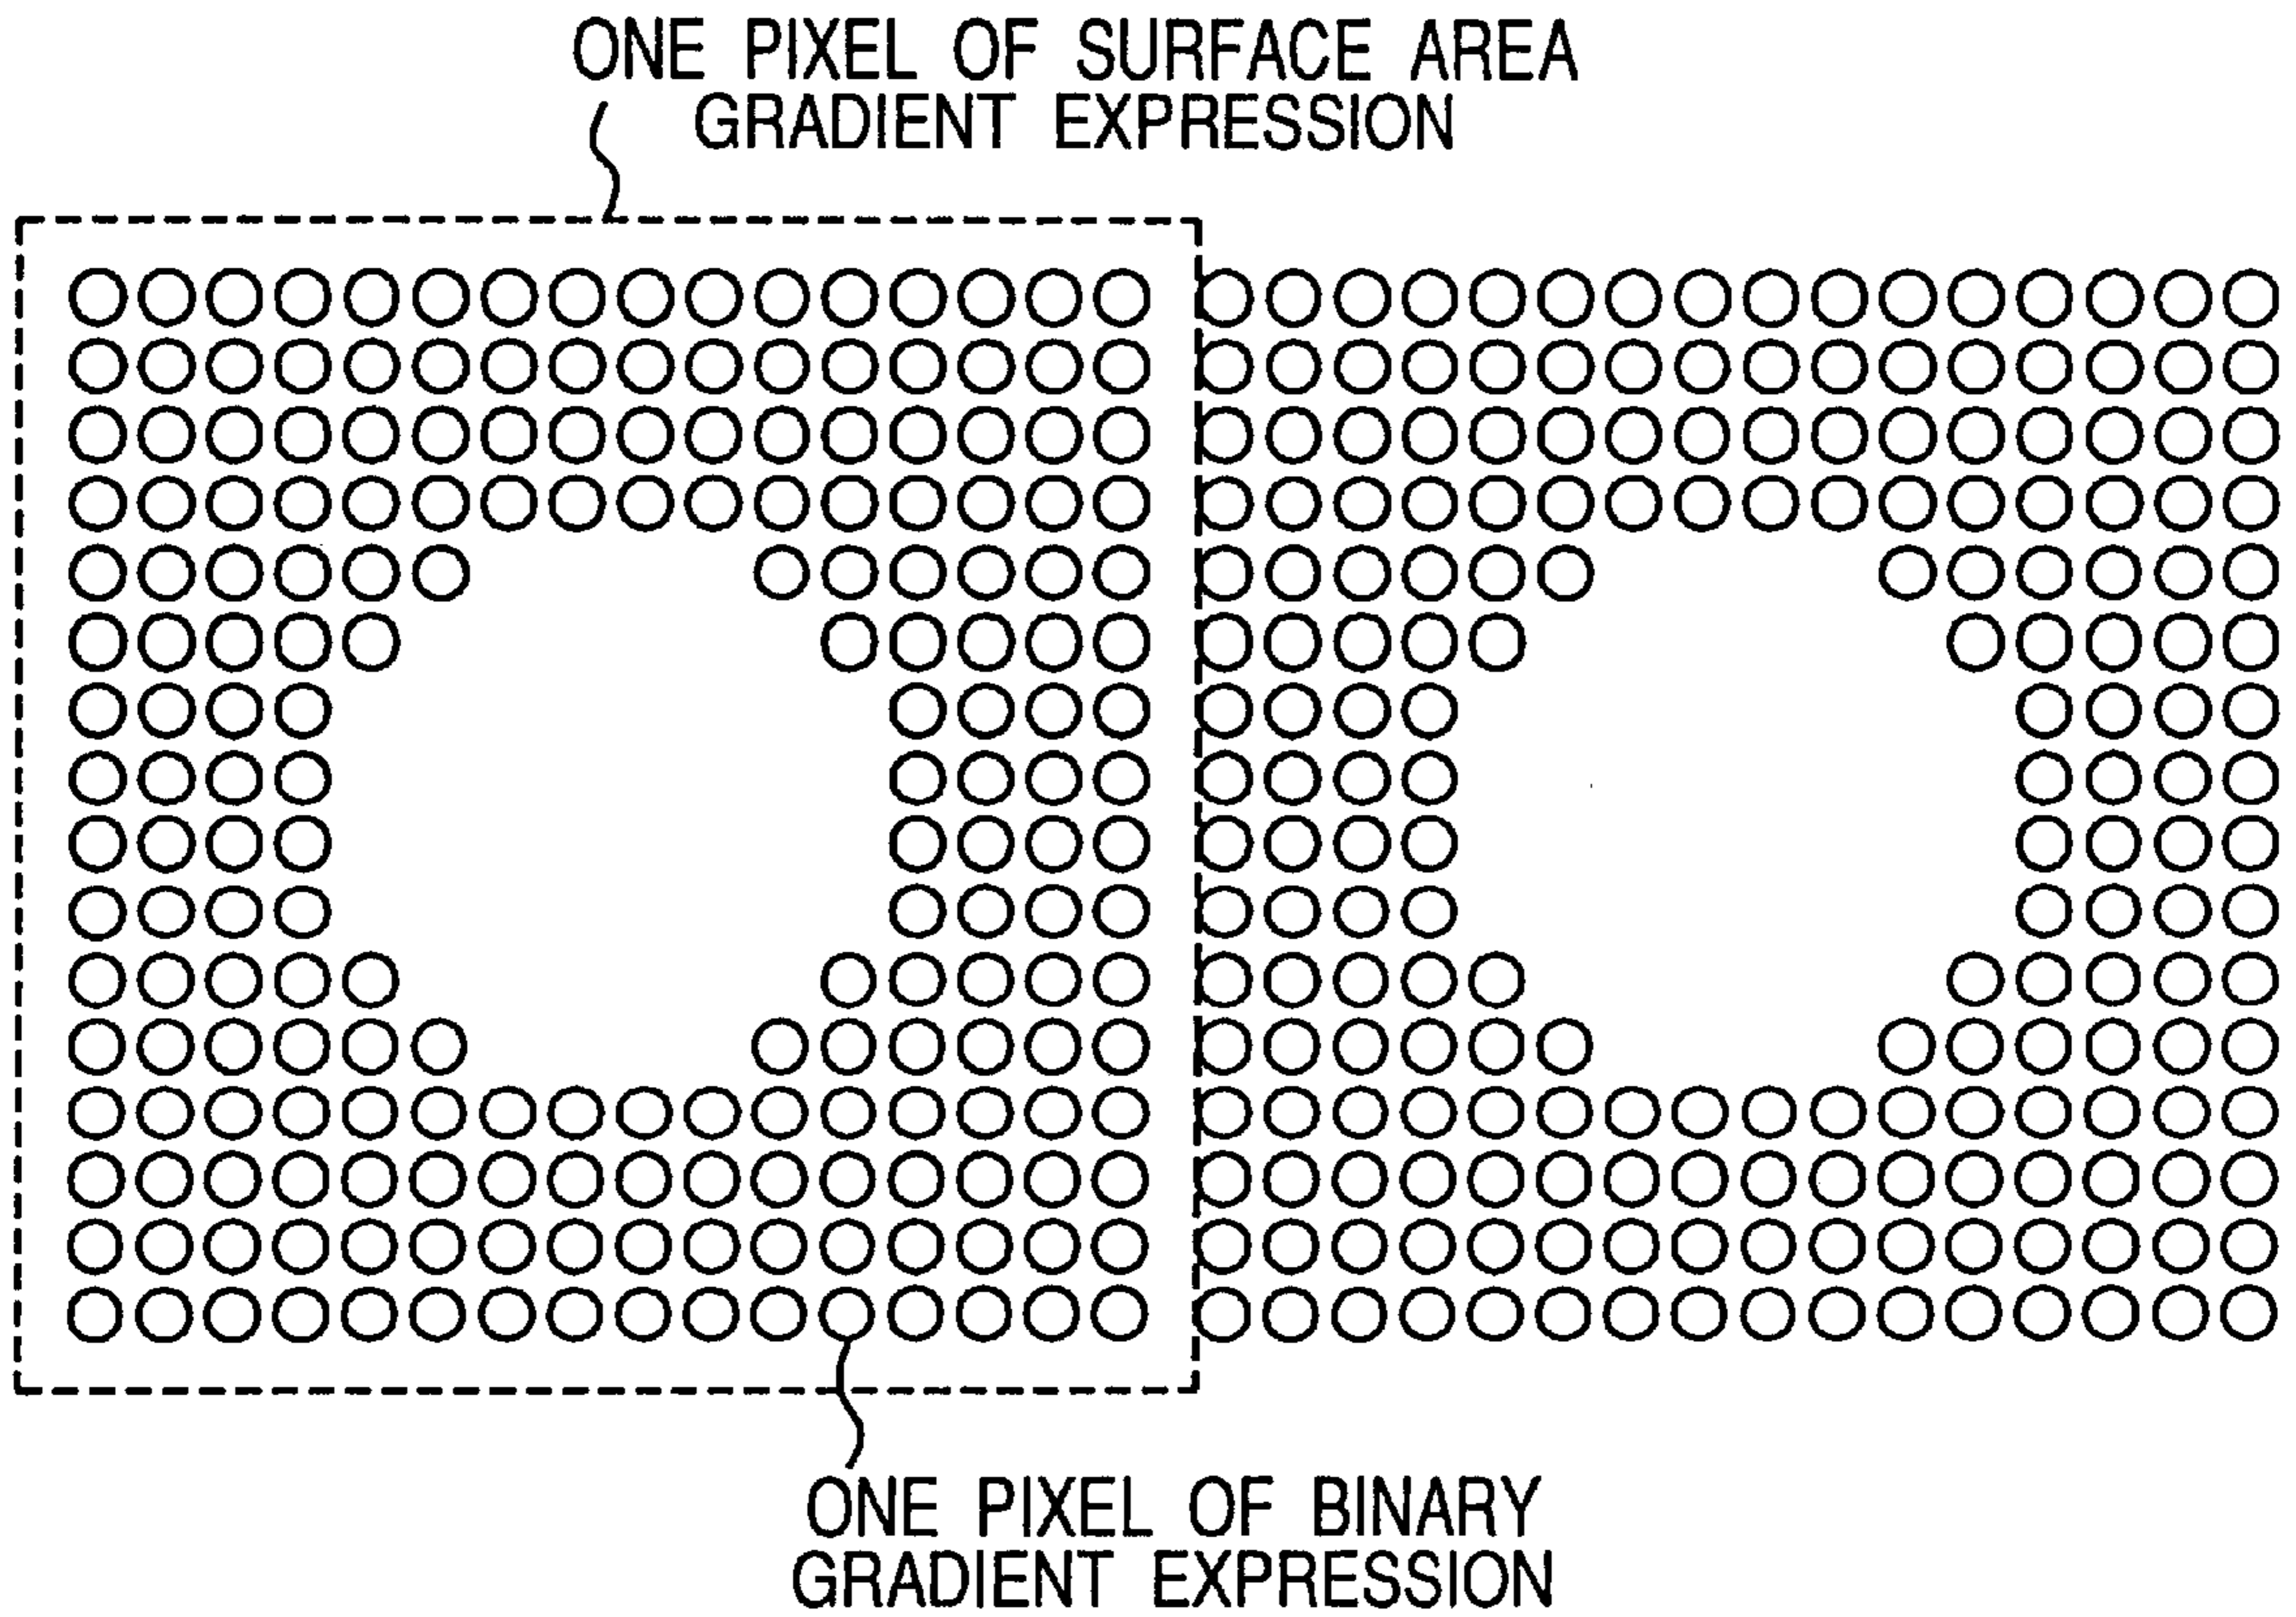 ONE PIXEL OF SURFACE AREA
GRADIENT EXPRESSION
ONE PIXEL OF BINARY
GRADIENT EXPRESSION